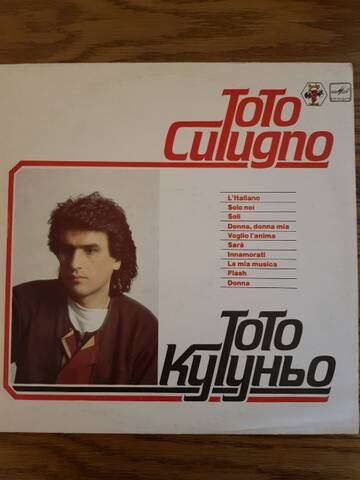 Toto
Cutugno
L'Italiano
Solo noi
Soli
Donna, donna mia
Voglio l'anima
Sarà
Innamorati
La mia musica
Flash
Donna
Тото
Кутуньо